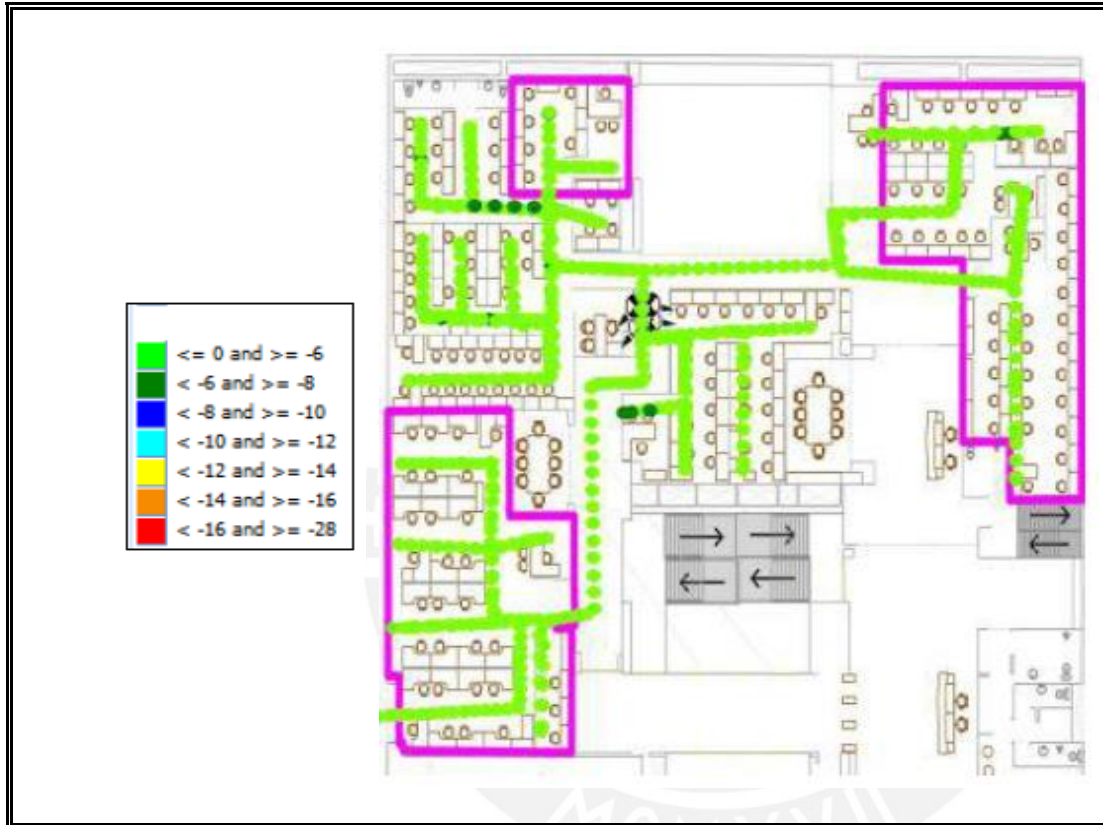 <= 0 and >= -6
< -6 and >= -8
< -8 and >= -10
< -10 and >= -12
< -12 and >= -14
< -14 and >= -16
< -16 and >= -28